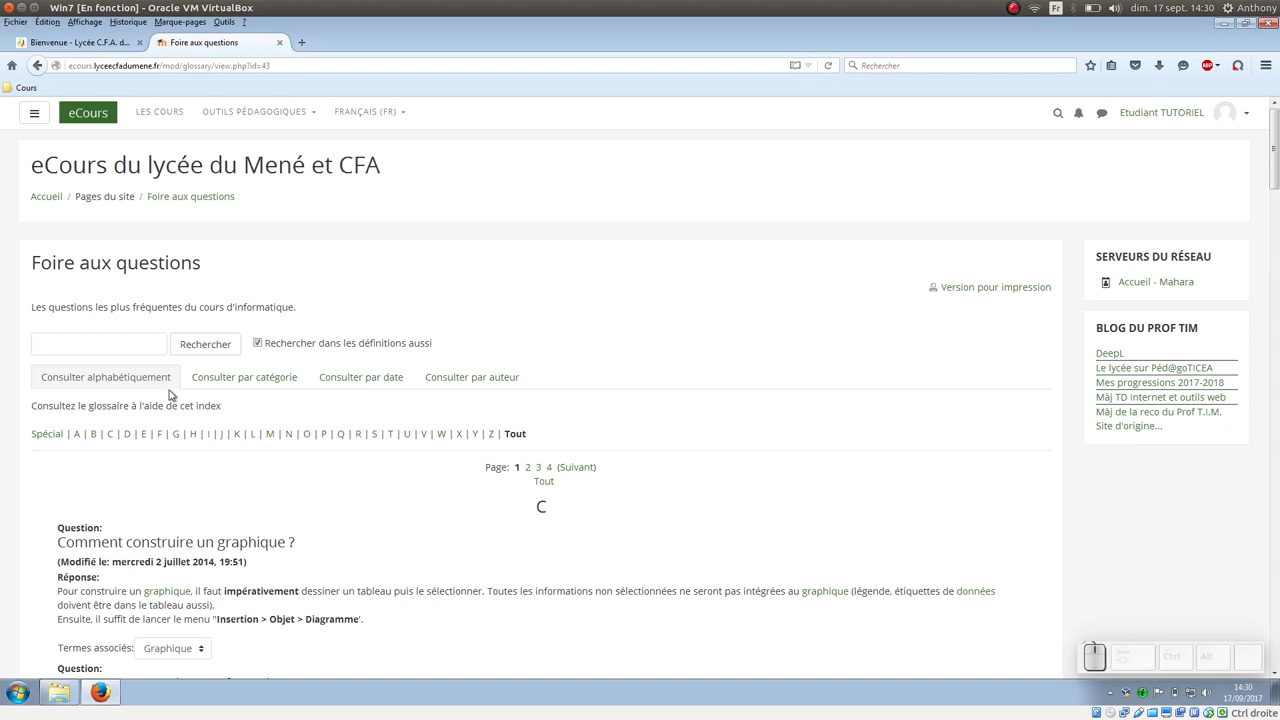 Win7 [En fonction] - Oracle VM VirtualBox
Fr
dim. 17 sept. 14:30
Anthony
Fichier Édition Affichage Historique Marque-pages Outils ?
Bienvenue - Lycée C.F.A. d...
Foire aux questions
ecours.lyceecfadumene.fr/mod/glossary/view.php?id=43
Rechercher
ABP
Cours
eCours
LES COURS
OUTILS PÉDAGOGIQUES
FRANÇAIS (FR)
Etudiant TUTORIEL
eCours du lycée du Mené et CFA
Accueil / Pages du site / Foire aux questions
Foire aux questions
Version pour impression
Les questions les plus fréquentes du cours d'informatique.
Rechercher
Rechercher dans les définitions aussi
Consulter alphabétiquement
Consulter par catégorie
Consulter par date
Consulter par auteur
Consultez le glossaire à l'aide de cet index
Spécial | A | B | C | D | E | F | G | H | I | J | K | L | M | N | O | P | Q | R | S | T | U | V | W | X | Y | Z | Tout
Page: 1 2 3 4 (Suivant)
Tout
C
Question:
Comment construire un graphique ?
(Modifié le: mercredi 2 juillet 2014, 19:51)
Réponse:
Pour construire un graphique, il faut impérativement dessiner un tableau puis le sélectionner. Toutes les informations non sélectionnées ne seront pas intégrées au graphique (légende, étiquettes de données
doivent être dans le tableau aussi).
Ensuite, il suffit de lancer le menu "Insertion > Objet > Diagramme'.
Termes associés: Graphique
Question:
SERVEURS DU RÉSEAU
Accueil - Mahara
BLOG DU PROF TIM
DeepL
Le lycée sur Péd@goTICEA
Mes progressions 2017-2018
Màj TD Internet et outils web
Màj de la reco du Prof T.i.M.
Site d'origine...
Ctrl
Alt
14:30
17/09/2017
Ctrl droite